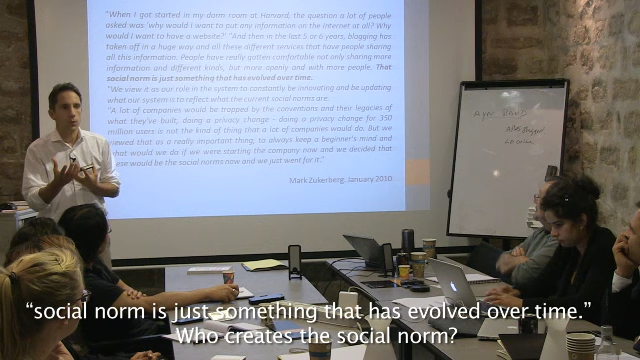 "When I got started in my dorm room at Harvard, the question a lot of people
asked was 'why would I want to put any information on the Internet at all? Why
would I want to have a website?' "And then in the last 5 or 6 years, blogging has
taken off in a huge way and all these different services that have people sharing
all this information. People have really gotten comfortable not only sharing more
information and different kinds, but more openly and with more people. That
social norm is just something that has evolved over time.
"We view it as our role in the system to constantly be innovating and be updating
what our system is to reflect what the current social norms are.
"A lot of companies would be trapped by the conventions and their legacies of
what they've built, doing a privacy change - doing a privacy change for 350
million users is not the kind of thing that a lot of companies would do. But we
viewed that as a really important thing, to always keep a beginner's mind and
what would we do if we were starting the company now and we decided that
these would be the social norms now and we just went for it."
Mark Zukerberg, January 2010
"social norm is just something that has evolved over time."
Who creates the social norm?